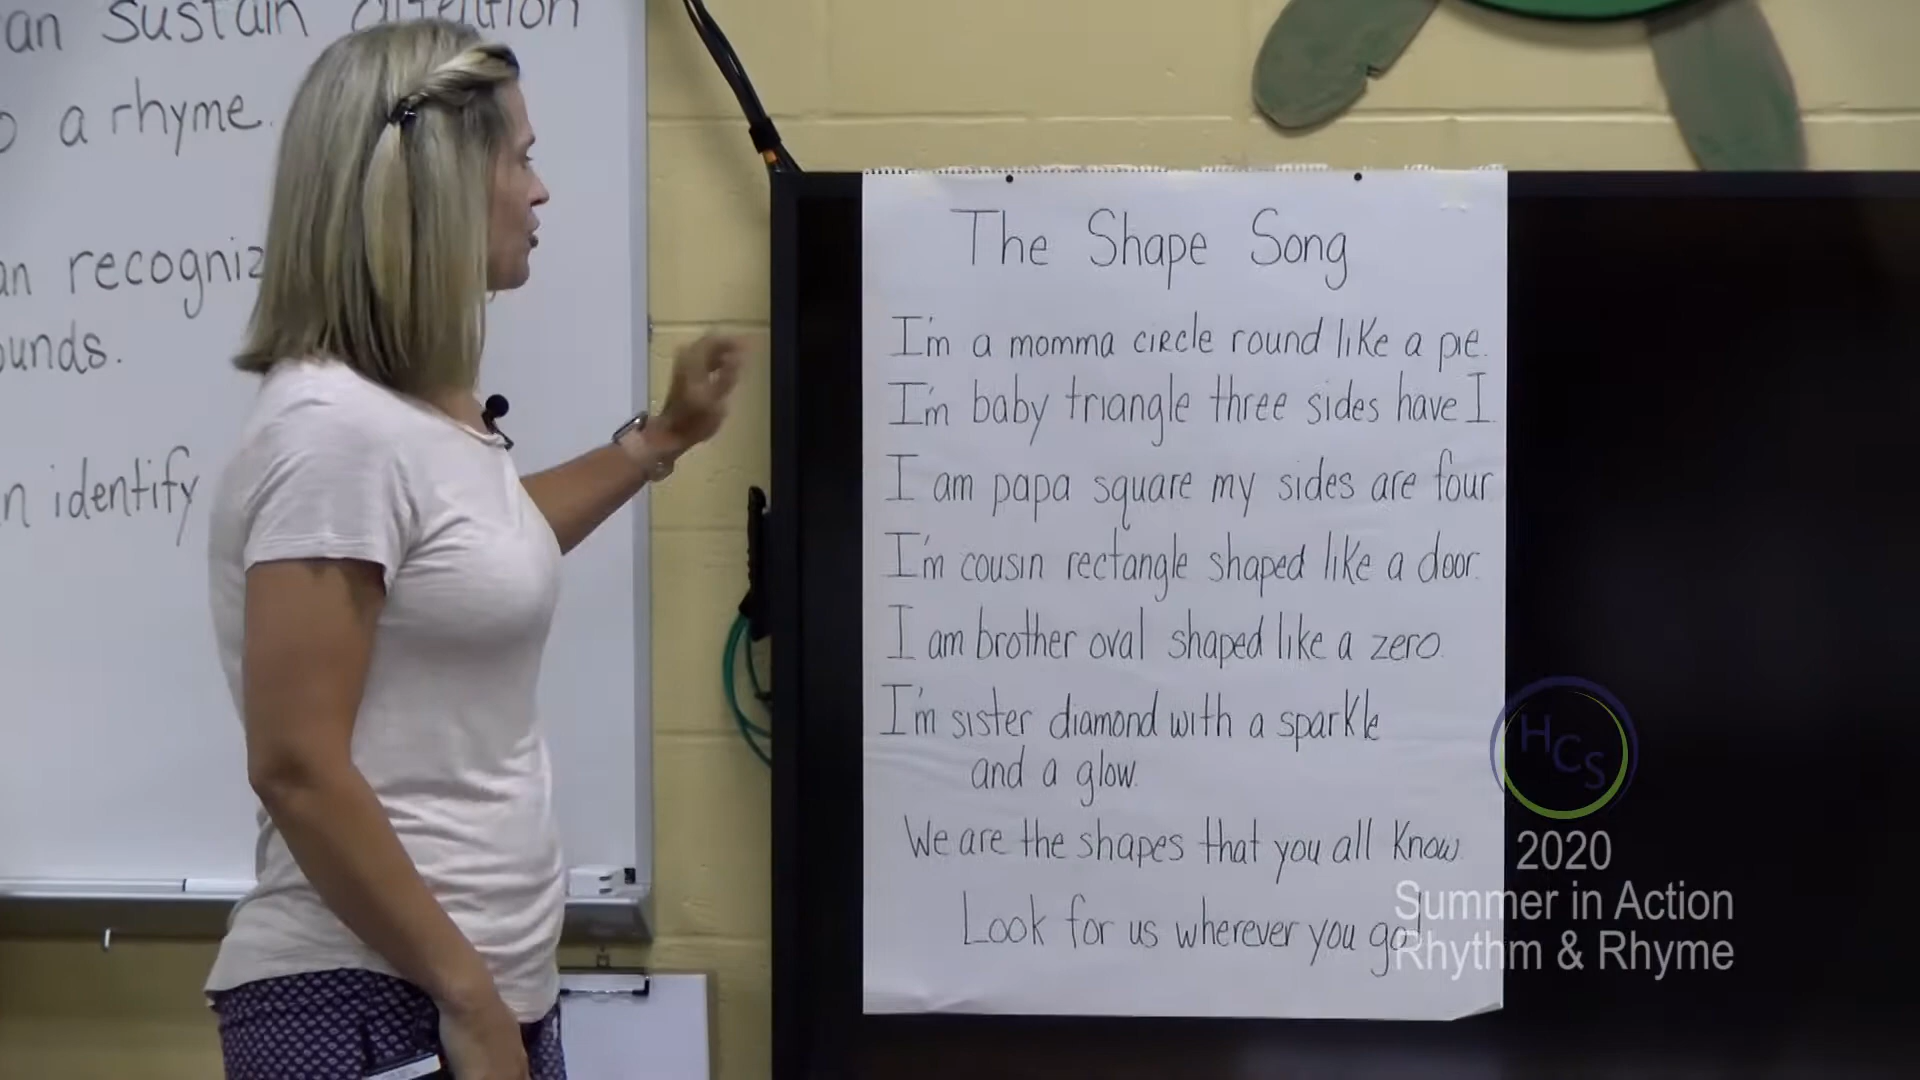 an sustain attention
a rhyme.
an recogniz
ounds.
n identify
The Shape Song
I'm a momma circle round like a pie.
I'm baby triangle three sides have I.
I am papa square my sides are four
I'm cousin rectangle shaped like a door.
I am brother oval shaped like a zero.
I'm sister diamond with a sparkle
and a glow.
We are the shapes that you all know.
Look for us wherever you go!
HCS
2020
Summer in Action
Rhythm & Rhyme